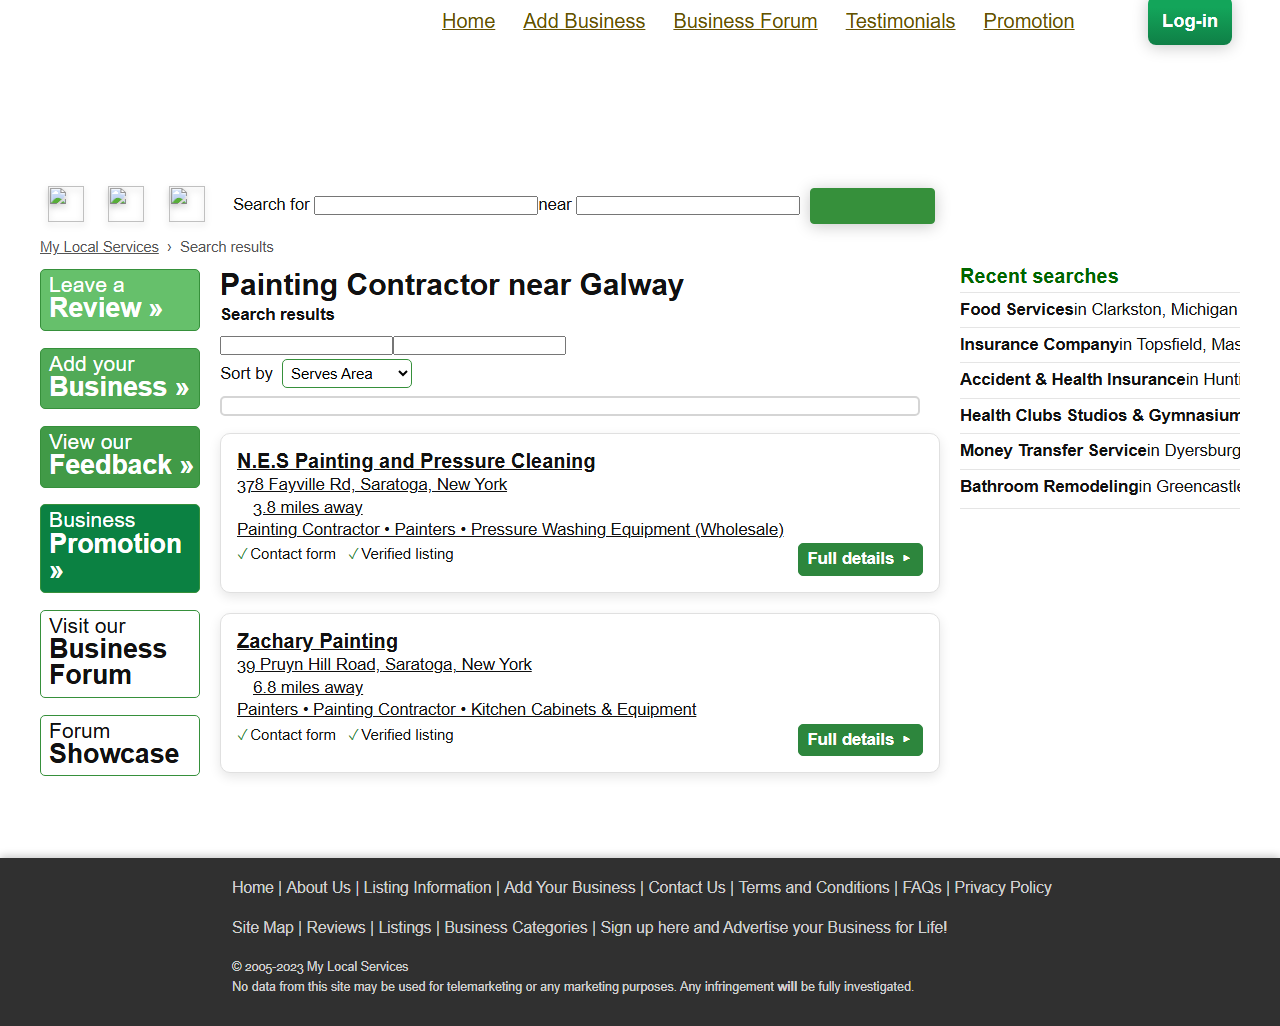 Home Add Business Business Forum Testimonials Promotion Log-in
Search for near
My Local Services › Search results
Leave a
Review »
Add your
Business »
View our
Feedback »
Business
Promotion
»
Visit our
Business
Forum
Forum
Showcase
Painting Contractor near Galway
Search results
Sort by Serves Area
N.E.S Painting and Pressure Cleaning
378 Fayville Rd, Saratoga, New York
3.8 miles away
Painting Contractor • Painters • Pressure Washing Equipment (Wholesale)
✓ Contact form ✓ Verified listing
Full details ►
Zachary Painting
39 Pruyn Hill Road, Saratoga, New York
6.8 miles away
Painters • Painting Contractor • Kitchen Cabinets & Equipment
✓ Contact form ✓ Verified listing
Full details ►
Recent searches
Food Servicesin Clarkston, Michigan
Insurance Companyin Topsfield, Mas
Accident & Health Insurancein Hunti
Health Clubs Studios & Gymnasium
Money Transfer Servicein Dyersburg
Bathroom Remodelingin Greencastle
Home | About Us | Listing Information | Add Your Business | Contact Us | Terms and Conditions | FAQs | Privacy Policy
Site Map | Reviews | Listings | Business Categories | Sign up here and Advertise your Business for Life!
© 2005-2023 My Local Services
No data from this site may be used for telemarketing or any marketing purposes. Any infringement will be fully investigated.